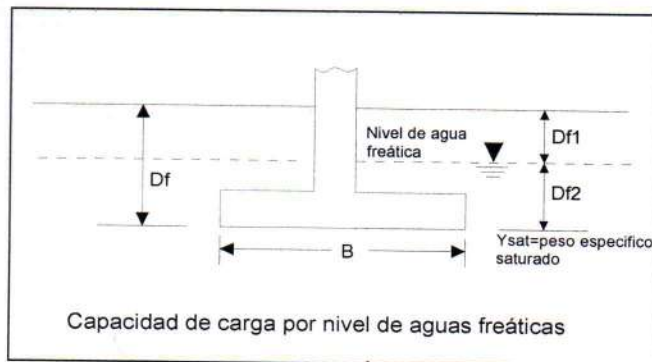 Nivel de agua
freática
Df1
Df
Df2
Ysat=peso especifico
saturado
B
Capacidad de carga por nivel de aguas freáticas